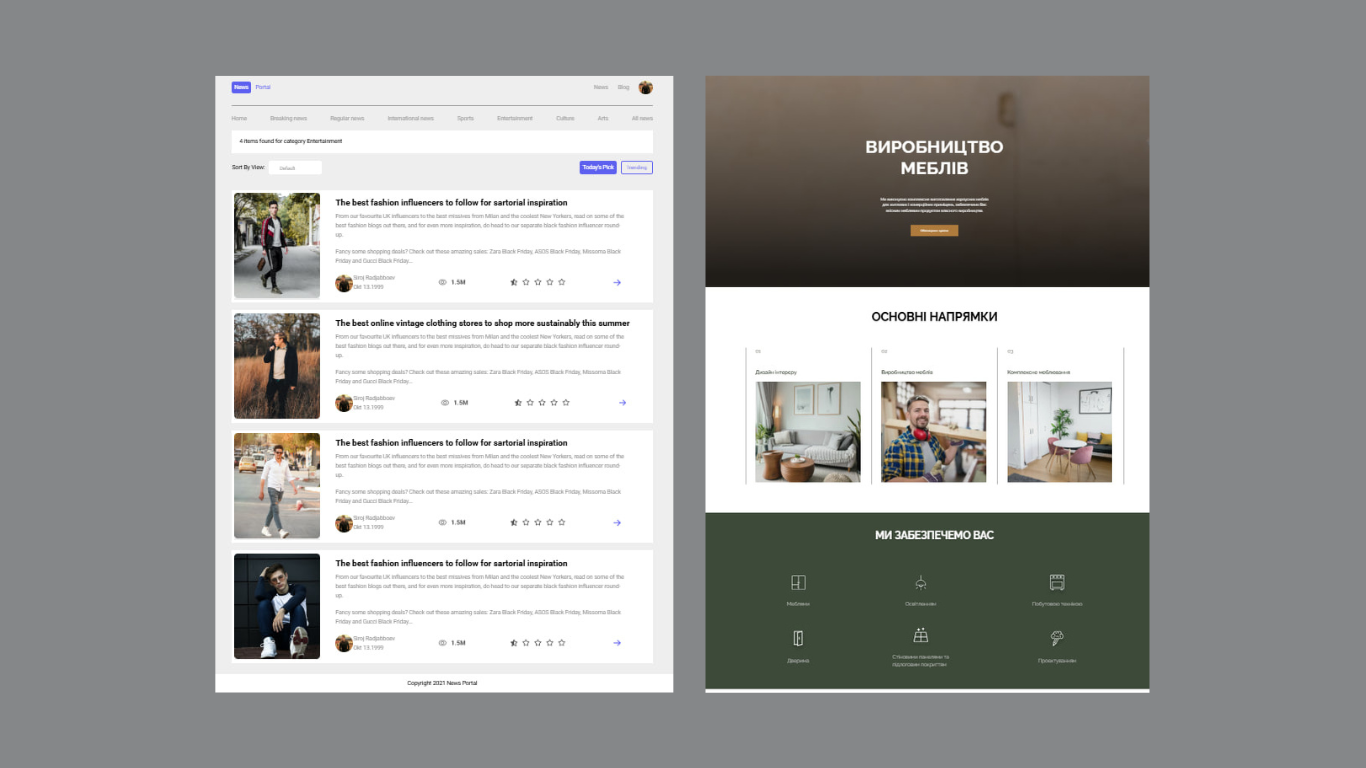 News Portal
News Blog
Home Breaking news Regular news International news Sports Entertainment Culture Arts All news
4 items found for category Entertainment
Sort By View: Default Today's Pick Trending
The best fashion influencers to follow for sartorial inspiration
From our favourite UK influencers to the best missives from Milan and the coolest New Yorkers, read on some of the
best fashion blogs out there, and for even more inspiration, do head to our separate black fashion influencer round-
up.
Fancy some shopping deals? Check out these amazing sales: Zara Black Friday, ASOS Black Friday, Missoma Black
Friday and Gucci Black Friday...
Siroj Radjabboev
Okt 13.1999
1.5M
The best online vintage clothing stores to shop more sustainably this summer
From our favourite UK influencers to the best missives from Milan and the coolest New Yorkers, read on some of the
best fashion blogs out there, and for even more inspiration, do head to our separate black fashion influencer round-
up.
Fancy some shopping deals? Check out these amazing sales: Zara Black Friday, ASOS Black Friday, Missoma Black
Friday and Gucci Black Friday...
Siroj Radjabboev
Okt 13.1999
1.5M
The best fashion influencers to follow for sartorial inspiration
From our favourite UK influencers to the best missives from Milan and the coolest New Yorkers, read on some of the
best fashion blogs out there, and for even more inspiration, do head to our separate black fashion influencer round-
up.
Fancy some shopping deals? Check out these amazing sales: Zara Black Friday, ASOS Black Friday, Missoma Black
Friday and Gucci Black Friday...
Siroj Radjabboev
Okt 13.1999
1.5M
The best fashion influencers to follow for sartorial inspiration
From our favourite UK influencers to the best missives from Milan and the coolest New Yorkers, read on some of the
best fashion blogs out there, and for even more inspiration, do head to our separate black fashion influencer round-
up.
Fancy some shopping deals? Check out these amazing sales: Zara Black Friday, ASOS Black Friday, Missoma Black
Friday and Gucci Black Friday...
Siroj Radjabboev
Okt 13.1999
1.5M
Copyright 2021 News Portal
ВИРОБНИЦТВО
МЕБЛІВ
ОСНОВНІ НАПРЯМКИ
Дизайн інтерєру
Виробництво меблів
Комплексне меблювання
МИ ЗАБЕЗПЕЧЕМО ВАС
Меблями
Освітленням
Побутовою технікою
Дверима
Стіновими панелями та
підлоговим покриттям
Проектуванням